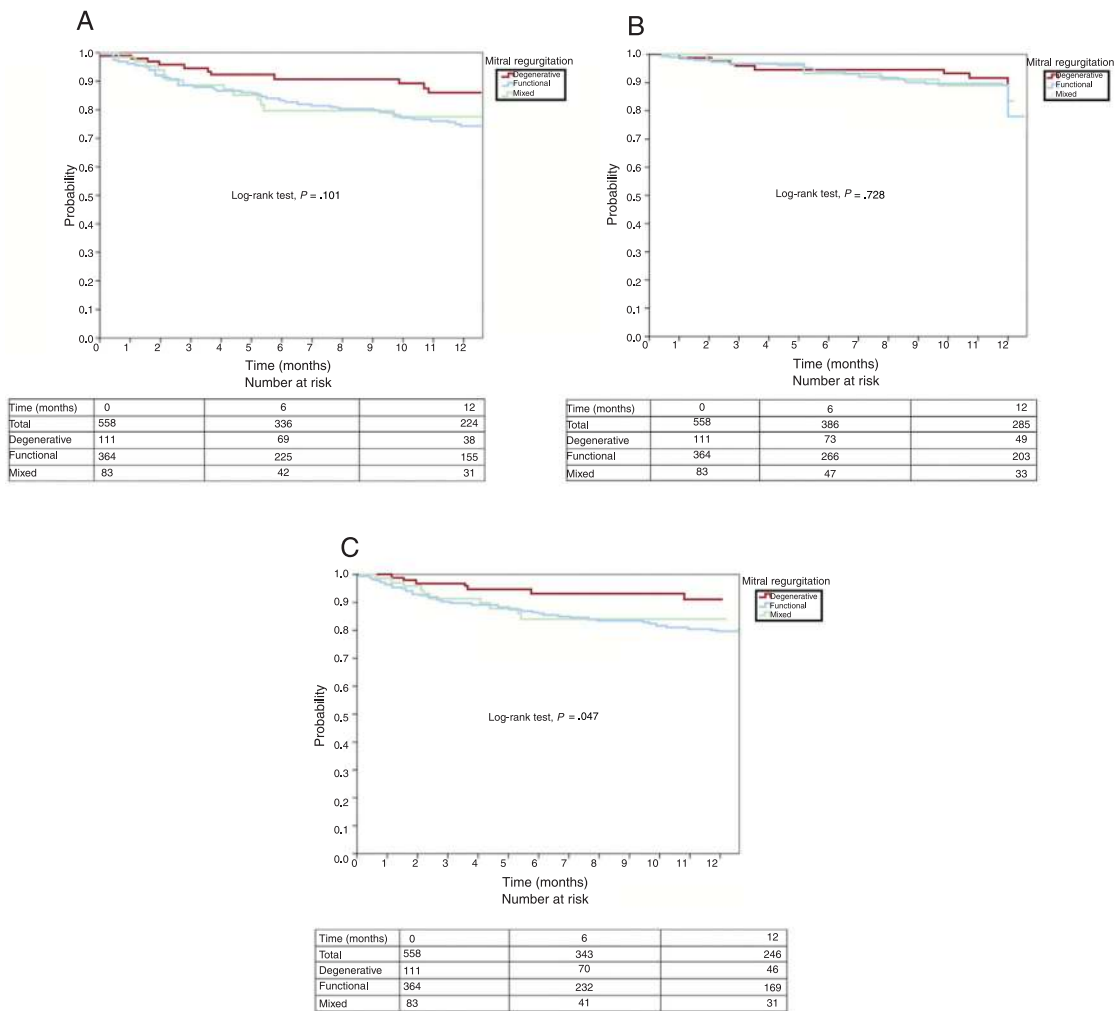 A
1.0
0.9
0.8
0.7
0.6
0.5
0.4
0.3
0.2
0.1
0.0
Probability
Log-rank test, P = .101
0 1 2 3 4 5 6 7 8 9 10 11 12
Time (months)
Number at risk
Mitral regurgitation
Degenerative
Functional
Mixed
Time (months) 0 6 12
Total 558 336 224
Degenerative 111 69 38
Functional 364 225 155
Mixed 83 42 31
B
1.0
0.9
0.8
0.7
0.6
0.5
0.4
0.3
0.2
0.1
0.0
Probability
Log-rank test, P = .728
0 1 2 3 4 5 6 7 8 9 10 11 12
Time (months)
Number at risk
Mitral regurgitation
Degenerative
Functional
Mixed
Time (months) 0 6 12
Total 558 386 285
Degenerative 111 73 49
Functional 364 266 203
Mixed 83 47 33
C
1.0
0.9
0.8
0.7
0.6
0.5
0.4
0.3
0.2
0.1
0.0
Probability
Log-rank test, P = .047
0 1 2 3 4 5 6 7 8 9 10 11 12
Time (months)
Number at risk
Mitral regurgitation
Degenerative
Functional
Mixed
Time (months) 0 6 12
Total 558 343 246
Degenerative 111 70 46
Functional 364 232 169
Mixed 83 41 31